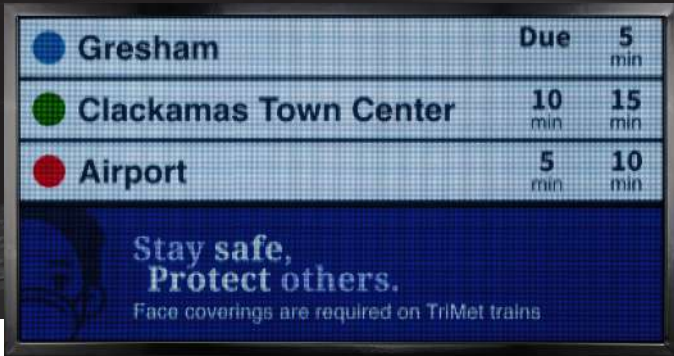 Gresham Due 5
min
Clackamas Town Center 10 15
min min
Airport 5 10
min min
Stay safe,
Protect others.
Face coverings are required on TriMet trains